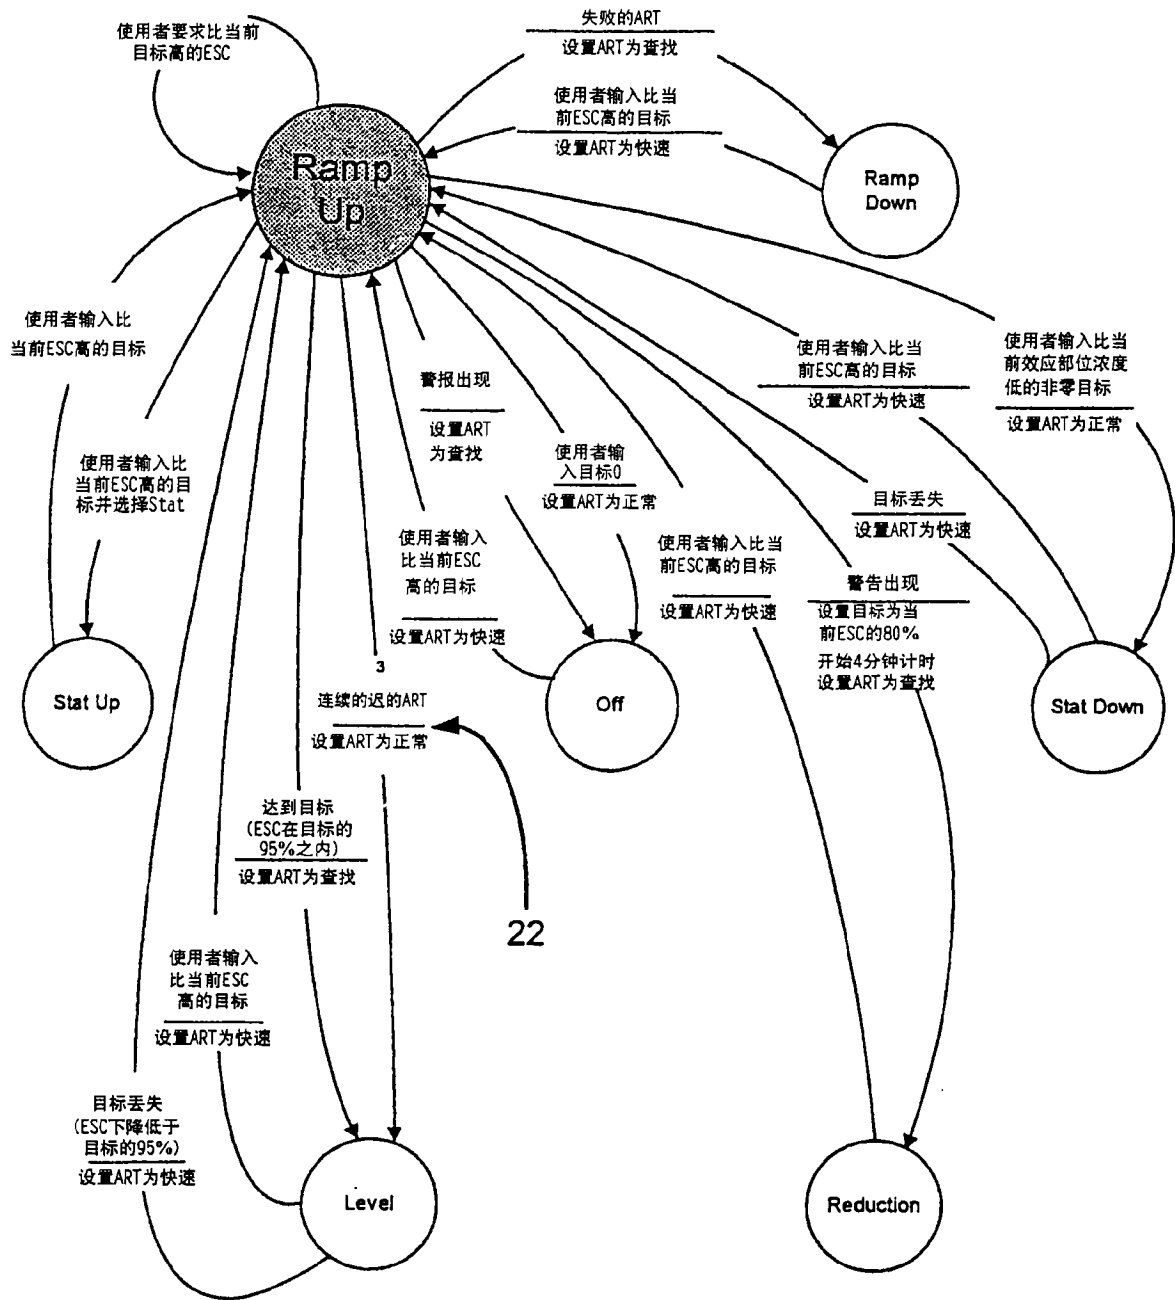 使用者要求比当前
目标高的ESC
失败的ART
设置ART为查找
使用者输入比当
前ESC高的目标
设置ART为快速
Ramp
Up
Ramp
Down
使用者输入比
当前ESC高的目标
使用者输入比
当前ESC高的目
标并选择Stat
警报出现
设置ART
为查找
使用者输
入目标0
设置ART为正常
使用者输入比当
前ESC高的目标
设置ART为快速
使用者输入比当
前效应部位浓度
低的非零目标
设置ART为正常
目标丢失
设置ART为快速
使用者输入
比当前ESC
高的目标
设置ART为快速
使用者输入比当
前ESC高的目标
设置ART为快速
警告出现
设置目标为当
前ESC的80%
开始4分钟计时
设置ART为查找
Stat Up
3
连续的迟的ART
设置ART为正常
Off
Stat Down
达到目标
(ESC在目标的
95%之内)
设置ART为查找
22
使用者输入
比当前ESC
高的目标
设置ART为快速
目标丢失
(ESC下降低于
目标的95%)
设置ART为快速
Level
Reduction